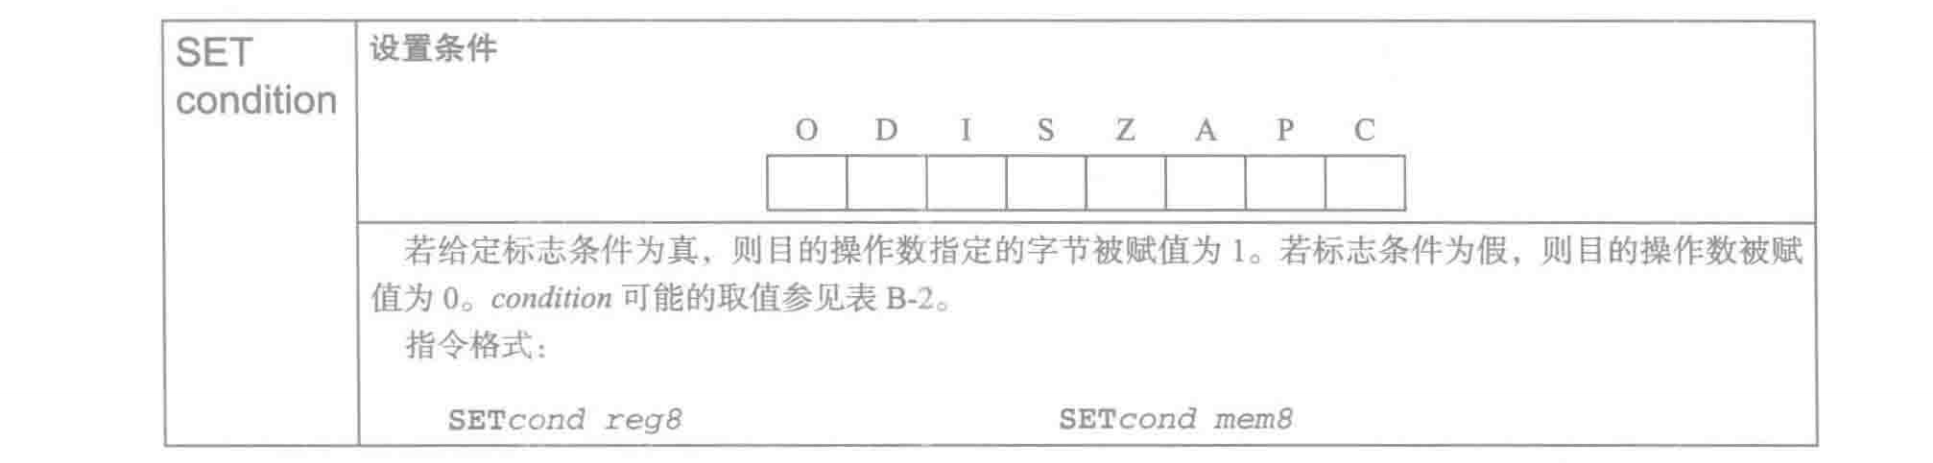 SET
condition
设置条件
O D I S Z A P C
若给定标志条件为真，则目的操作数指定的字节被赋值为 1。若标志条件为假，则目的操作数被赋
值为 0。condition 可能的取值参见表 B-2。
指令格式：
SETcond reg8 SETcond mem8